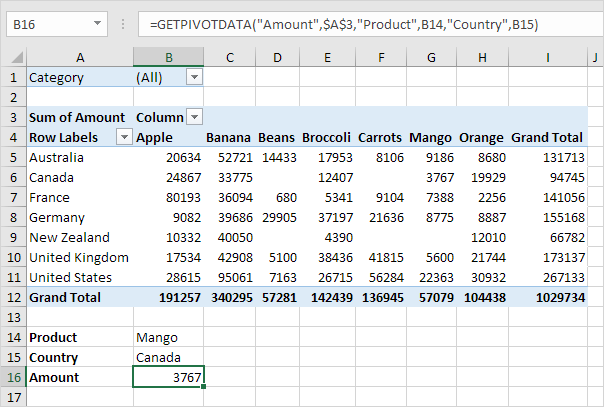 B16 =GETPIVOTDATA("Amount",$A$3,"Product",B14,"Country",B15)
A B C D E F G H I J
1 Category (All)
2
3 Sum of Amount Column
4 Row Labels Apple Banana Beans Broccoli Carrots Mango Orange Grand Total
5 Australia 20634 52721 14433 17953 8106 9186 8680 131713
6 Canada 24867 33775 12407 3767 19929 94745
7 France 80193 36094 680 5341 9104 7388 2256 141056
8 Germany 9082 39686 29905 37197 21636 8775 8887 155168
9 New Zealand 10332 40050 4390 12010 66782
10 United Kingdom 17534 42908 5100 38436 41815 5600 21744 173137
11 United States 28615 95061 7163 26715 56284 22363 30932 267133
12 Grand Total 191257 340295 57281 142439 136945 57079 104438 1029734
13
14 Product Mango
15 Country Canada
16 Amount 3767
17